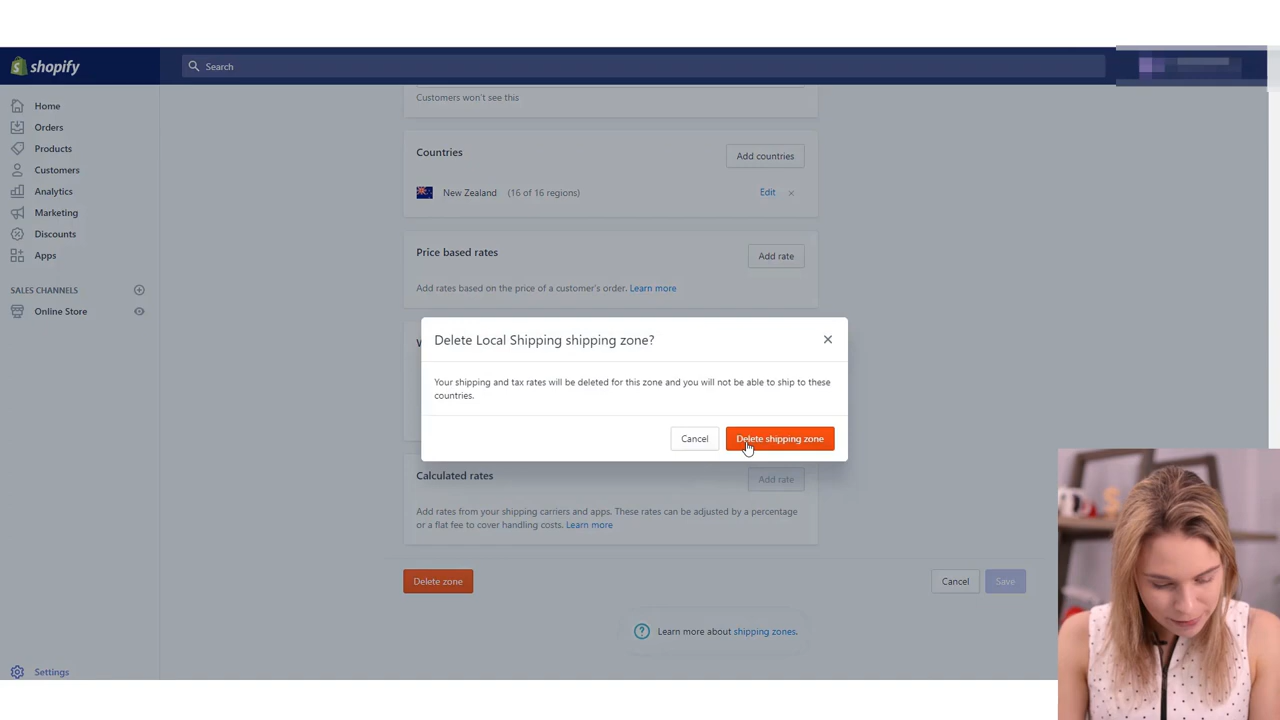 shopify
Search
Home
Orders
Products
Customers
Analytics
Marketing
Discounts
Apps
SALES CHANNELS
Online Store
Settings
Customers won't see this
Countries
Add countries
New Zealand (16 of 16 regions)
Edit
Price based rates
Add rate
Add rates based on the price of a customer's order. Learn more
W
Delete Local Shipping shipping zone?
Your shipping and tax rates will be deleted for this zone and you will not be able to ship to these
countries.
Cancel
Delete shipping zone
Calculated rates
Add rate
Add rates from your shipping carriers and apps. These rates can be adjusted by a percentage
or a flat fee to cover handling costs. Learn more
Delete zone
Cancel
Save
Learn more about shipping zones.